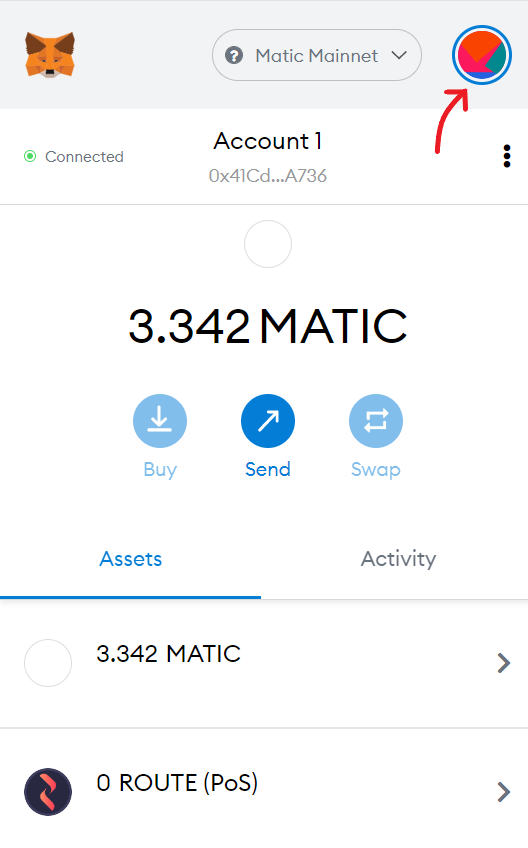 ? Matic Mainnet
Connected
Account 1
0x41Cd...A736
3.342 MATIC
Buy Send Swap
Assets Activity
3.342 MATIC
0 ROUTE (PoS)